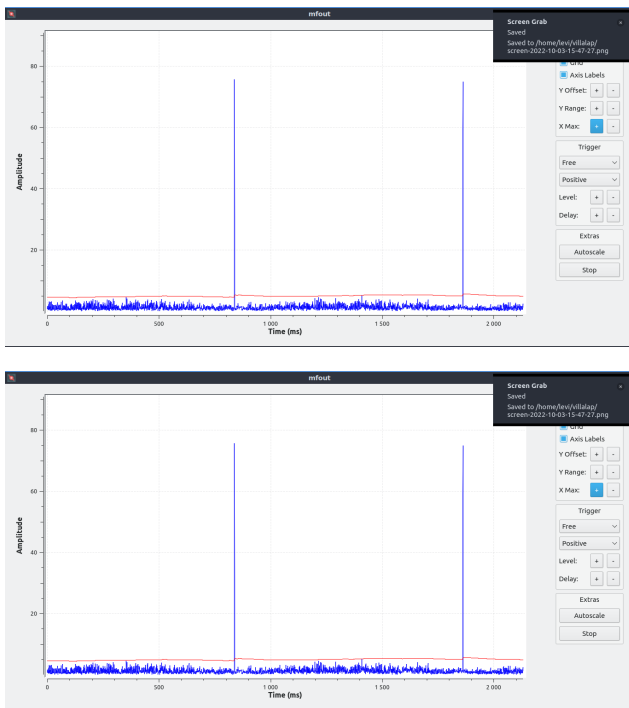 mfout
Screen Grab
Saved
Saved to /home/levi/villalap/
screen-2022-10-03-15-47-27.png
Axis Labels
Y Offset: + -
Y Range: + -
X Max: + -
Trigger
Free
Positive
Level: + -
Delay: + -
Extras
Autoscale
Stop
Amplitude
80
60
40
20
0 500 1 000 1 500 2 000
Time (ms)
mfout
Screen Grab
Saved
Saved to /home/levi/villalap/
screen-2022-10-03-15-47-27.png
Axis Labels
Y Offset: + -
Y Range: + -
X Max: + -
Trigger
Free
Positive
Level: + -
Delay: + -
Extras
Autoscale
Stop
Amplitude
80
60
40
20
0 500 1 000 1 500 2 000
Time (ms)